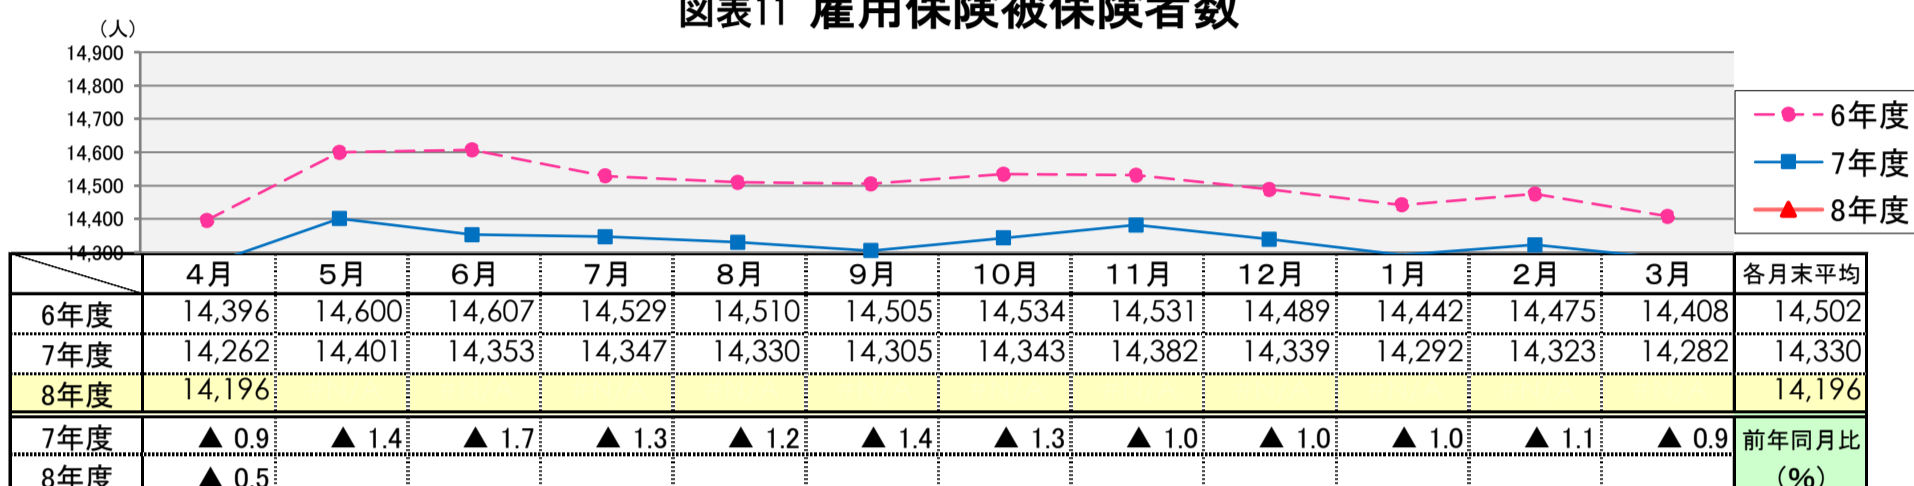 図表11 雇用保険被保険者数
(人)
14,900
14,800
14,700
14,600
14,500
14,400
14,300
6年度
7年度
8年度
4月 5月 6月 7月 8月 9月 10月 11月 12月 1月 2月 3月 各月末平均
6年度 14,396 14,600 14,607 14,529 14,510 14,505 14,534 14,531 14,489 14,442 14,475 14,408 14,502
7年度 14,262 14,401 14,353 14,347 14,330 14,305 14,343 14,382 14,339 14,292 14,323 14,282 14,330
8年度 14,196 14,196
7年度 ▲ 0.9 ▲ 1.4 ▲ 1.7 ▲ 1.3 ▲ 1.2 ▲ 1.4 ▲ 1.3 ▲ 1.0 ▲ 1.0 ▲ 1.0 ▲ 1.1 ▲ 0.9 前年同月比
8年度 ▲ 0.5 (%)